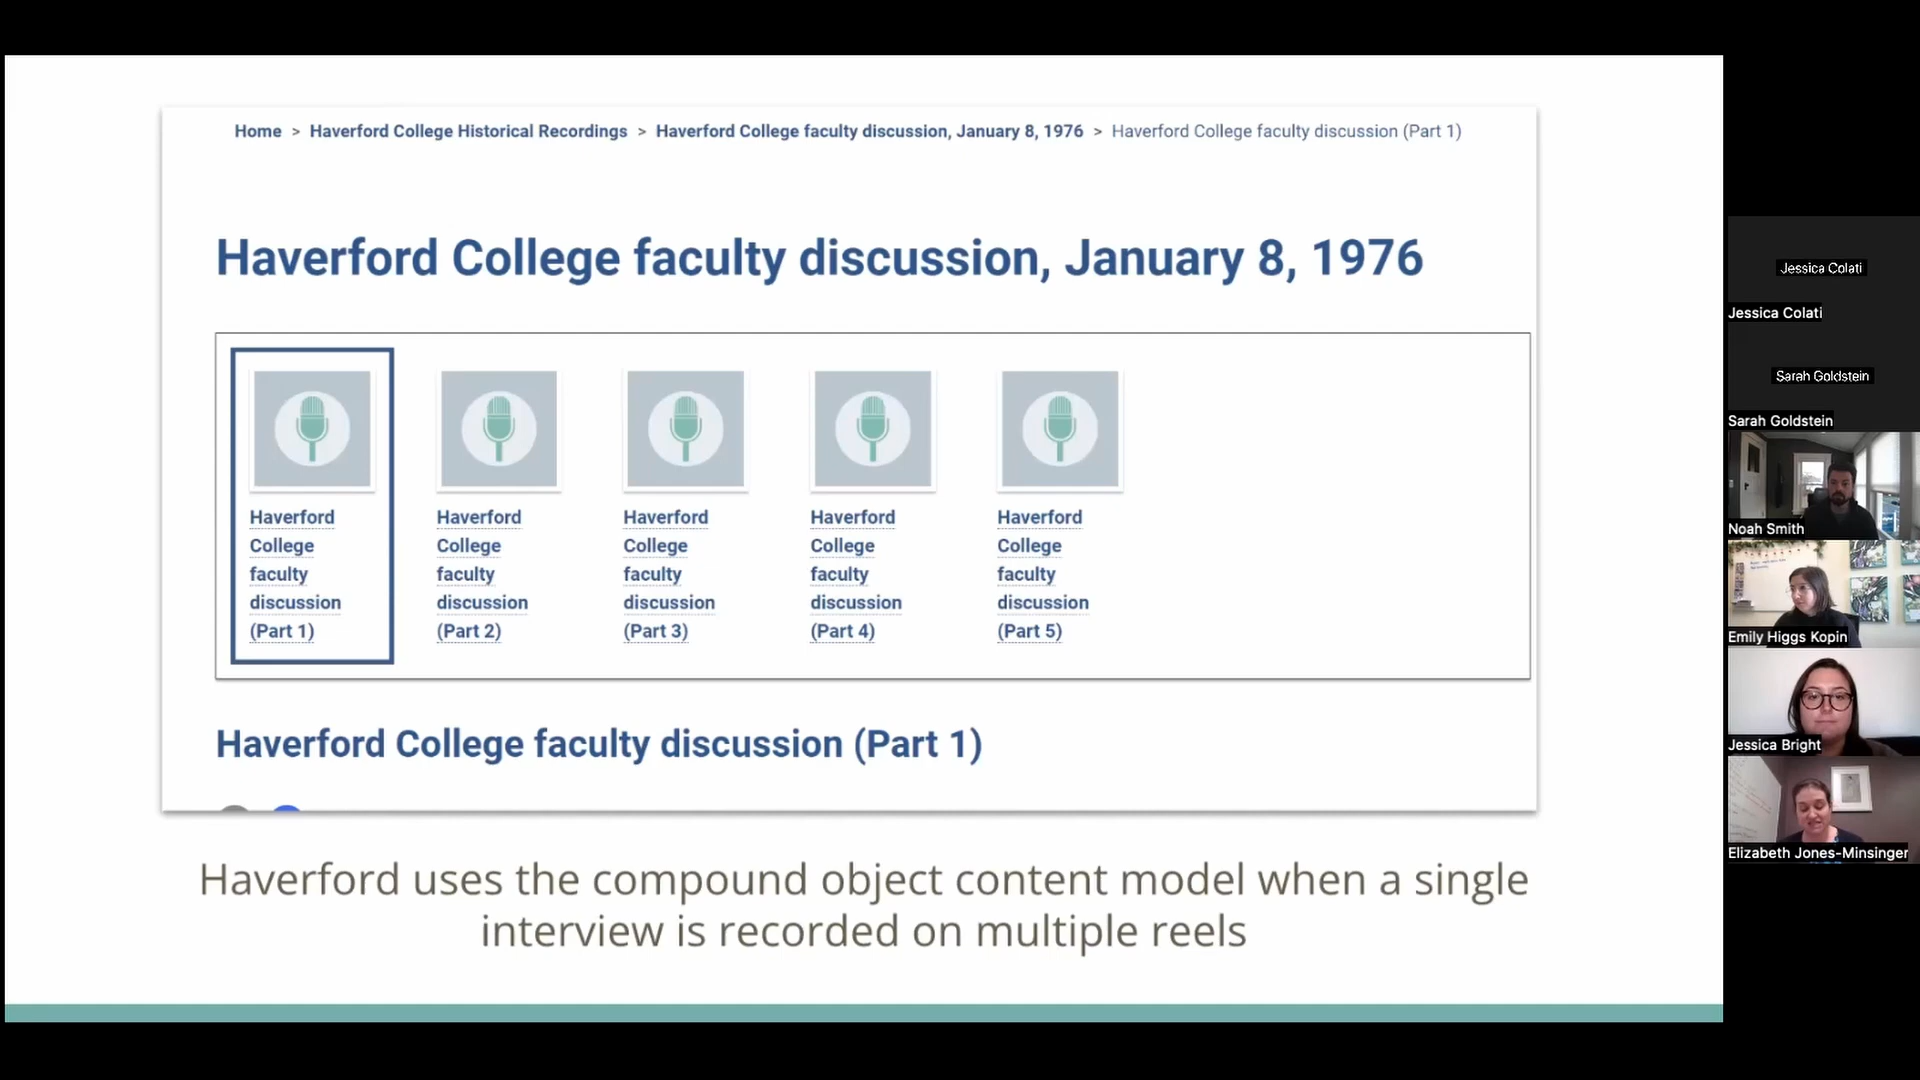 Home > Haverford College Historical Recordings > Haverford College faculty discussion, January 8, 1976 > Haverford College faculty discussion (Part 1)
Haverford College faculty discussion, January 8, 1976
Haverford
College
faculty
discussion
(Part 1)
Haverford
College
faculty
discussion
(Part 2)
Haverford
College
faculty
discussion
(Part 3)
Haverford
College
faculty
discussion
(Part 4)
Haverford
College
faculty
discussion
(Part 5)
Haverford College faculty discussion (Part 1)
Haverford uses the compound object content model when a single
interview is recorded on multiple reels
Jessica Colati
Jessica Colati
Sarah Goldstein
Sarah Goldstein
Noah Smith
Emily Higgs Kopin
Jessica Bright
Elizabeth Jones-Minsinger